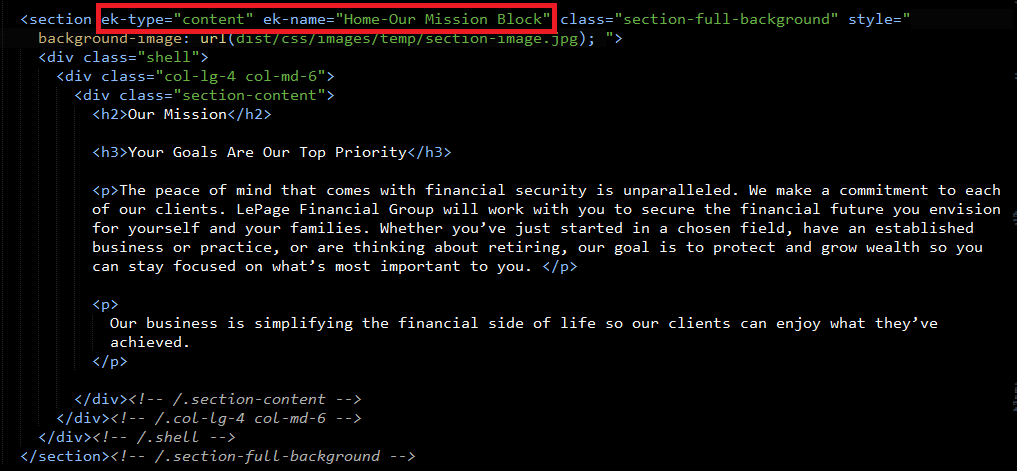 <section ek-type="content" ek-name="Home-Our Mission Block" class="section-full-background" style="
background-image: url(dist/css/images/temp/section-image.jpg); ">
<div class="shell">
<div class="col-lg-4 col-md-6">
<div class="section-content">
<h2>Our Mission</h2>
<h3>Your Goals Are Our Top Priority</h3>
<p>The peace of mind that comes with financial security is unparalleled. We make a commitment to each
of our clients. LePage Financial Group will work with you to secure the financial future you envision
for yourself and your families. Whether you’ve just started in a chosen field, have an established
business or practice, or are thinking about retiring, our goal is to protect and grow wealth so you
can stay focused on what’s most important to you. </p>
<p>
Our business is simplifying the financial side of life so our clients can enjoy what they’ve
achieved.
</p>
</div><!-- /.section-content -->
</div><!-- /.col-lg-4 col-md-6 -->
</div><!-- /.shell -->
</section><!-- /.section-full-background -->